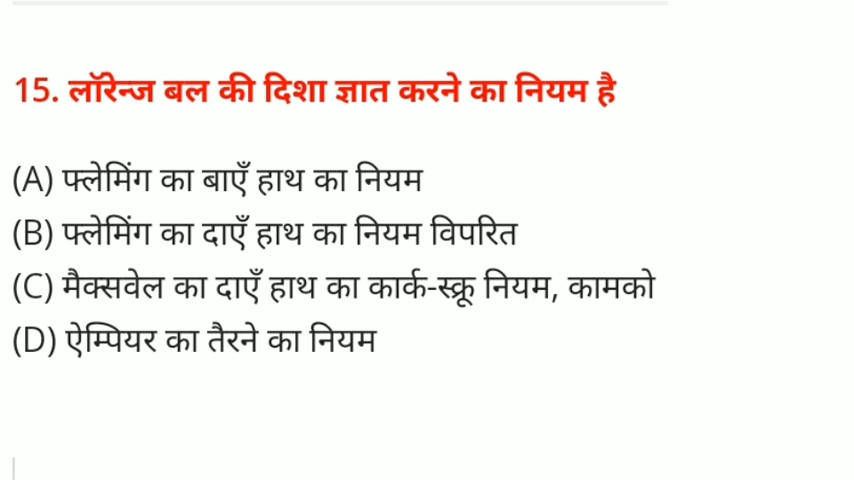 15. लॉरेन्ज बल की दिशा ज्ञात करने का नियम है
(A) फ्लेमिंग का बाएँ हाथ का नियम
(B) फ्लेमिंग का दाएँ हाथ का नियम विपरित
(C) मैक्सवेल का दाएँ हाथ का कार्क-स्क्रू नियम, कामको
(D) ऐम्पियर का तैरने का नियम